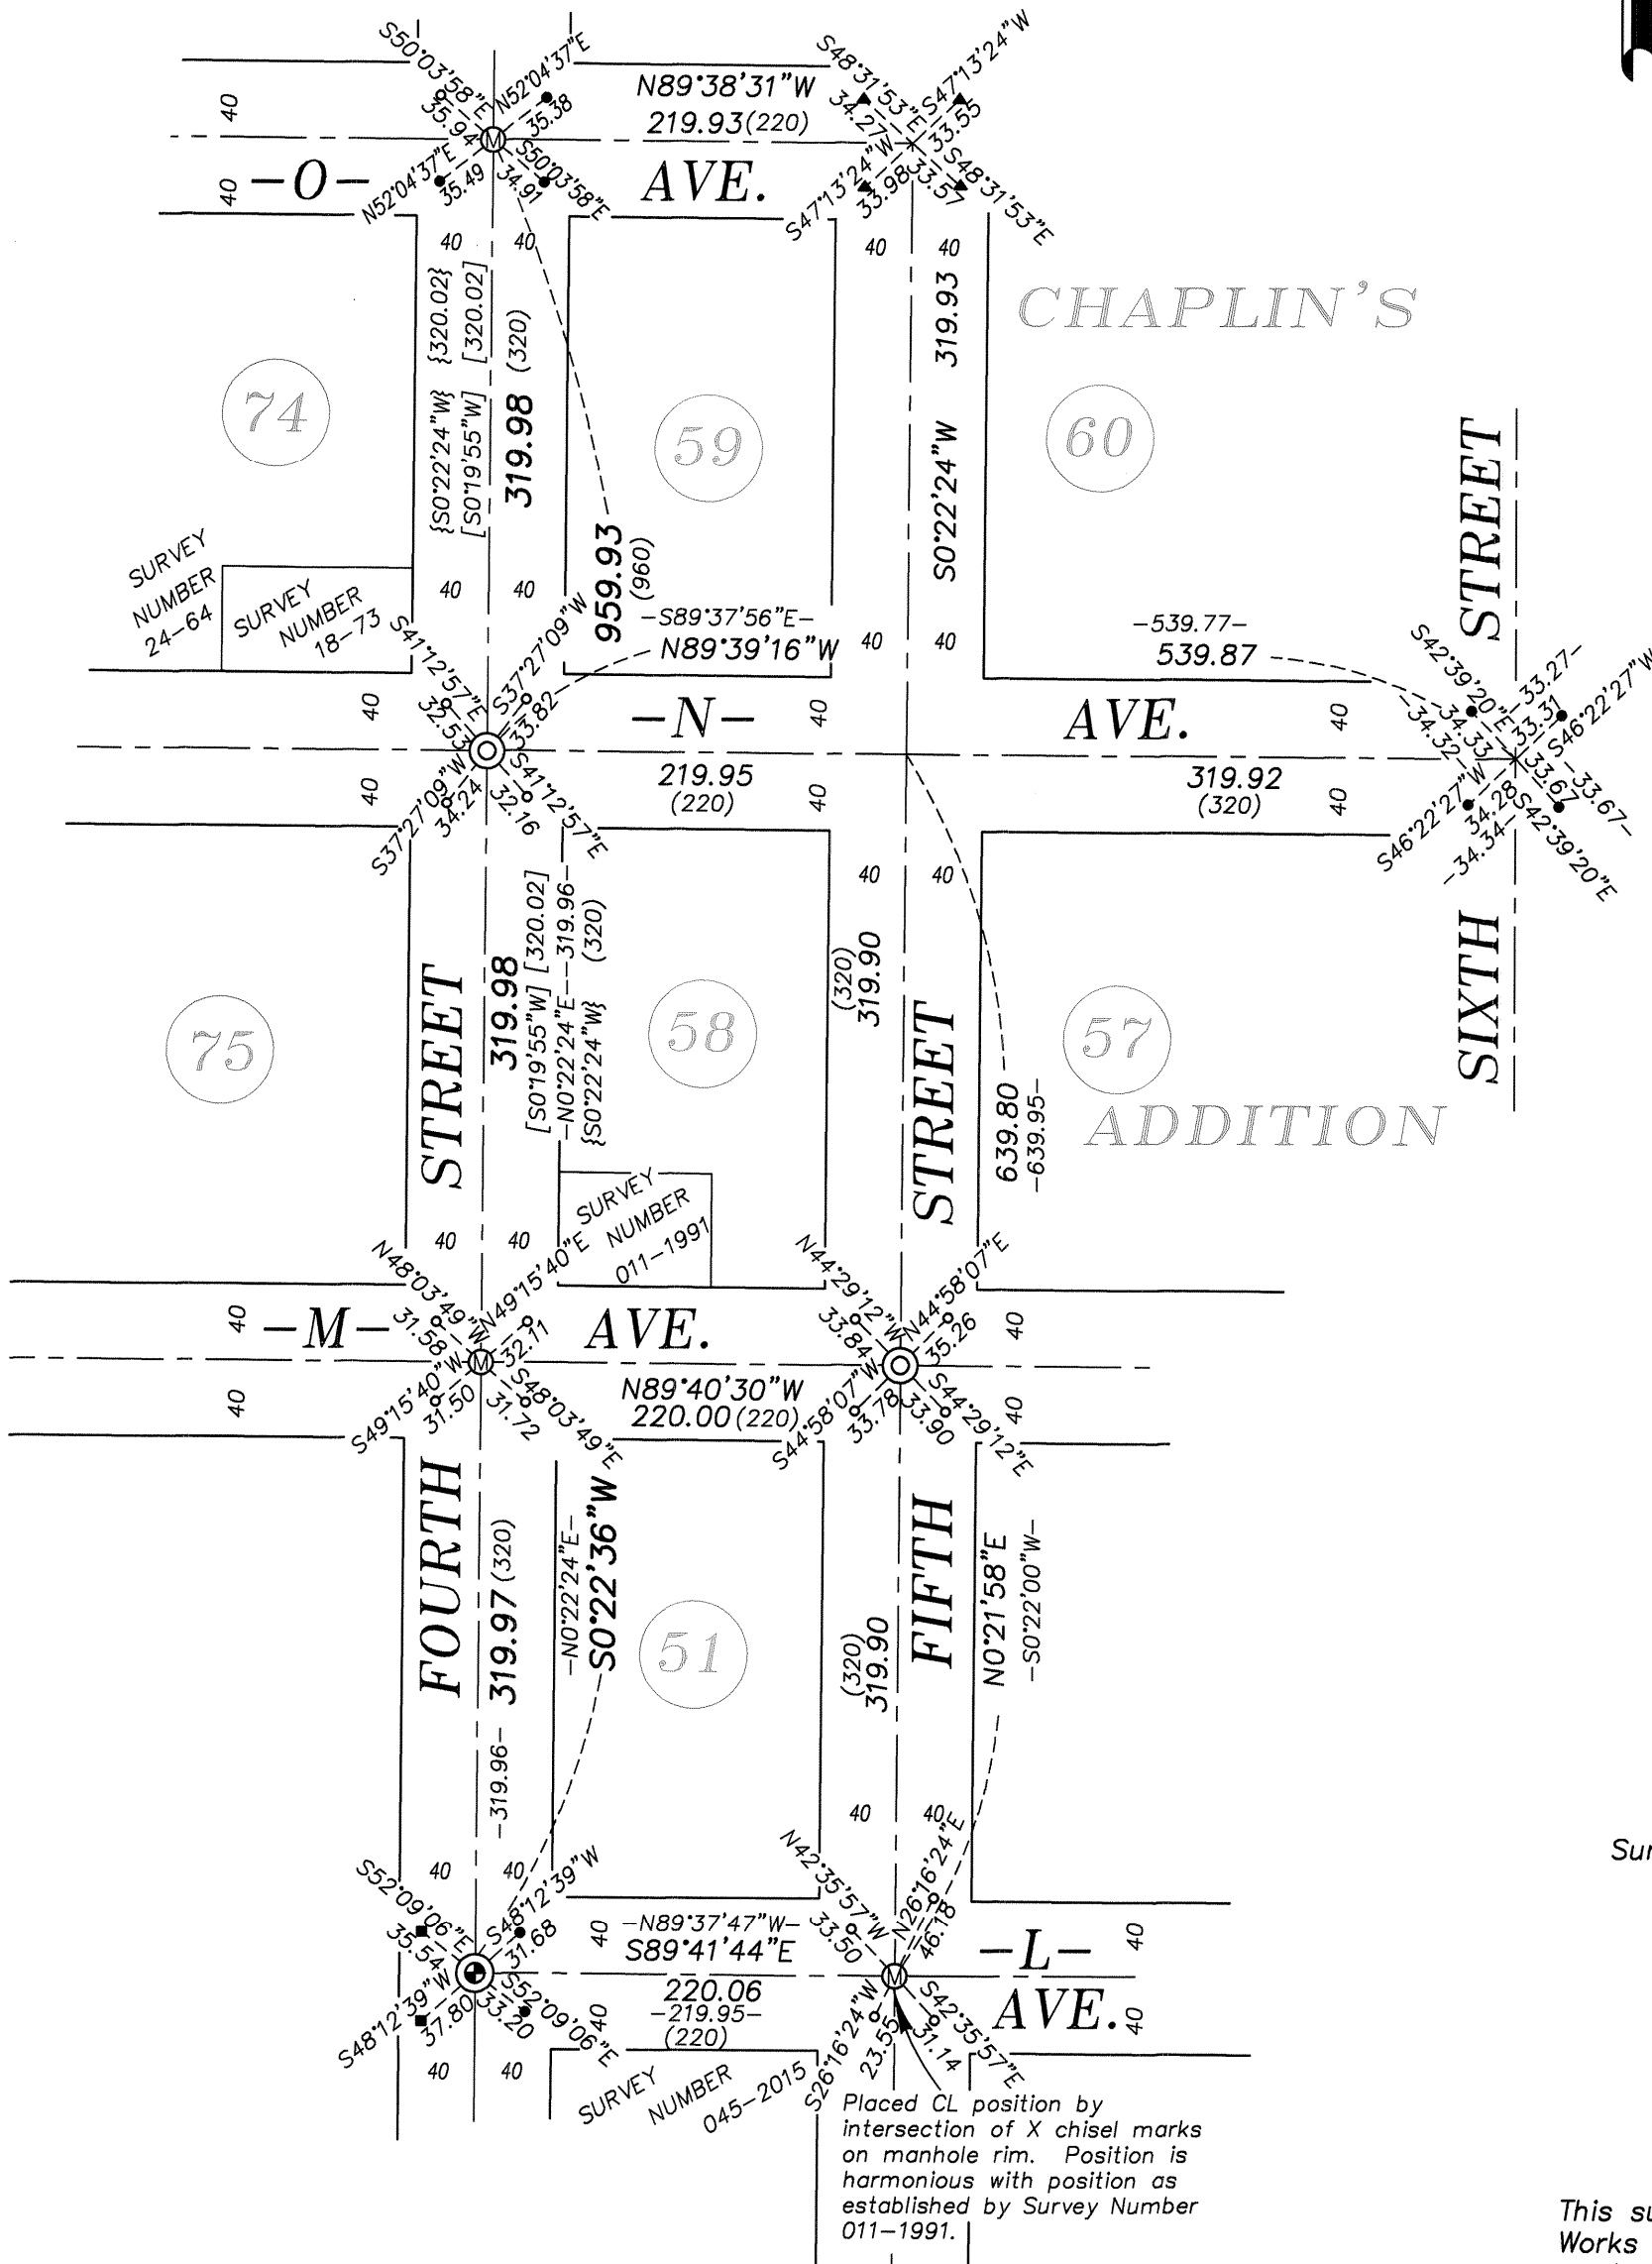 S50°03'58"E
35.94
N52°04'37"E
35.38
N89°38'31"W
219.93(220)
S48°31'53"E
34.27
S47°13'24"W
33.55
40
40
-O-
AVE.
N52°04'37"E
35.49
34.91
S50°03'58"E
S47°13'24"W
33.98
33.57
S48°31'53"E
40
40
40
40
{S0°22'24"W} {320.02}
[S0°19'55"W] [320.02]
319.98 (320)
S0°22'24"W 319.93
CHAPLIN'S
74
59
60
959.93
(960)
SURVEY
NUMBER
24-64
SURVEY
NUMBER
18-73
40
40
-S89°37'56"E-
N89°39'16"W
40
40
-539.77-
539.87
STREET
S41°12'57"E
32.53
S37°27'09"W
33.82
S42°39'20"E
-34.33-
-34.32-
-33.27-
33.31
S46°22'27"W
40
-N-
40
AVE.
40
40
219.95
(220)
40
319.92
(320)
40
S37°27'09"W
34.24
32.16
S41°12'57"E
S46°22'27"W
34.28
-34.34-
33.67
-33.67-
S42°39'20"E
40
40
319.98
[S0°19'55"W] [320.02]
-N0°22'24"E--319.96-
{S0°22'24"W} (320)
(320)
319.90
STREET
STREET
SIXTH
75
58
57
639.80
-639.95-
ADDITION
SURVEY
NUMBER
011-1991
40
40
N48°03'49"W
31.58
N49°15'40"E
32.11
N44°29'12"W
33.84
N44°58'07"E
35.26
40
-M-
AVE.
40
40
S49°15'40"W
31.50
31.72
S48°03'49"E
N89°40'30"W
220.00(220)
S44°58'07"W
33.78
33.90
S44°29'12"E
40
FOURTH
-319.96- 319.97(320)
-N0°22'24"E-
S0°22'36"W
51
(320)
319.90
FIFTH
N0°21'58"E
-S0°22'00"W-
40
40
40
40
S52°09'06"E
35.54
S48°12'39"W
31.68
40
-N89°37'47"W-
S89°41'44"E
N42°35'57"W
33.50
N26°16'24"E
46.18
-L-
40
S48°12'39"W
37.80
33.20
S52°09'06"E
40
220.06
-219.95-
(220)
S26°16'24"W
23.55
31.14
S42°35'57"E
AVE.
40
40
40
SURVEY
NUMBER
045-2015
Placed CL position by
intersection of X chisel marks
on manhole rim. Position is
harmonious with position as
established by Survey Number
011-1991.
M
M
M
Sur
This su
Works